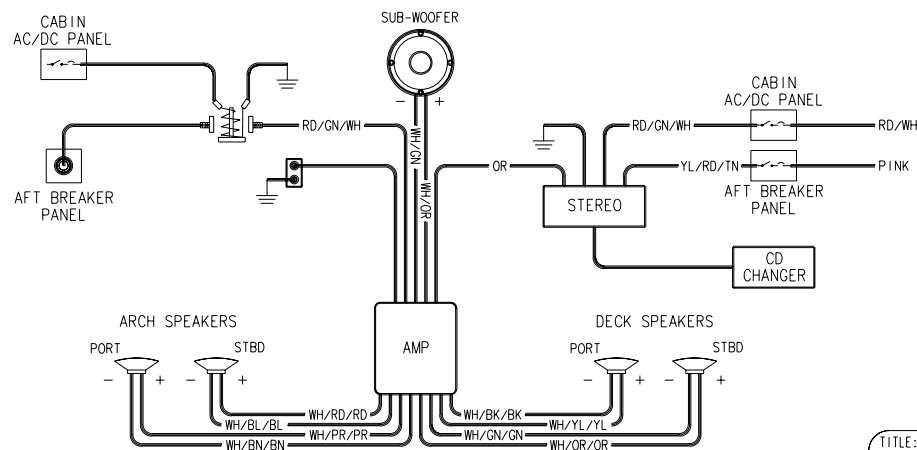 CABIN
AC/DC PANEL
SUB-WOOFER
- +
CABIN
AC/DC PANEL
RD/GN/WH
RD/GN/WH
RD/WH
WH/GN
WH/OR
OR
YL/RD/TN
PINK
AFT BREAKER
PANEL
AFT BREAKER
PANEL
STEREO
CD
CHANGER
ARCH SPEAKERS
AMP
DECK SPEAKERS
PORT
STBD
PORT
STBD
- + - +
- + - +
WH/RD/RD
WH/BK/BK
WH/BL/BL
WH/YL/YL
WH/PR/PR
WH/GN/GN
WH/BN/BN
WH/OR/OR
TITLE: